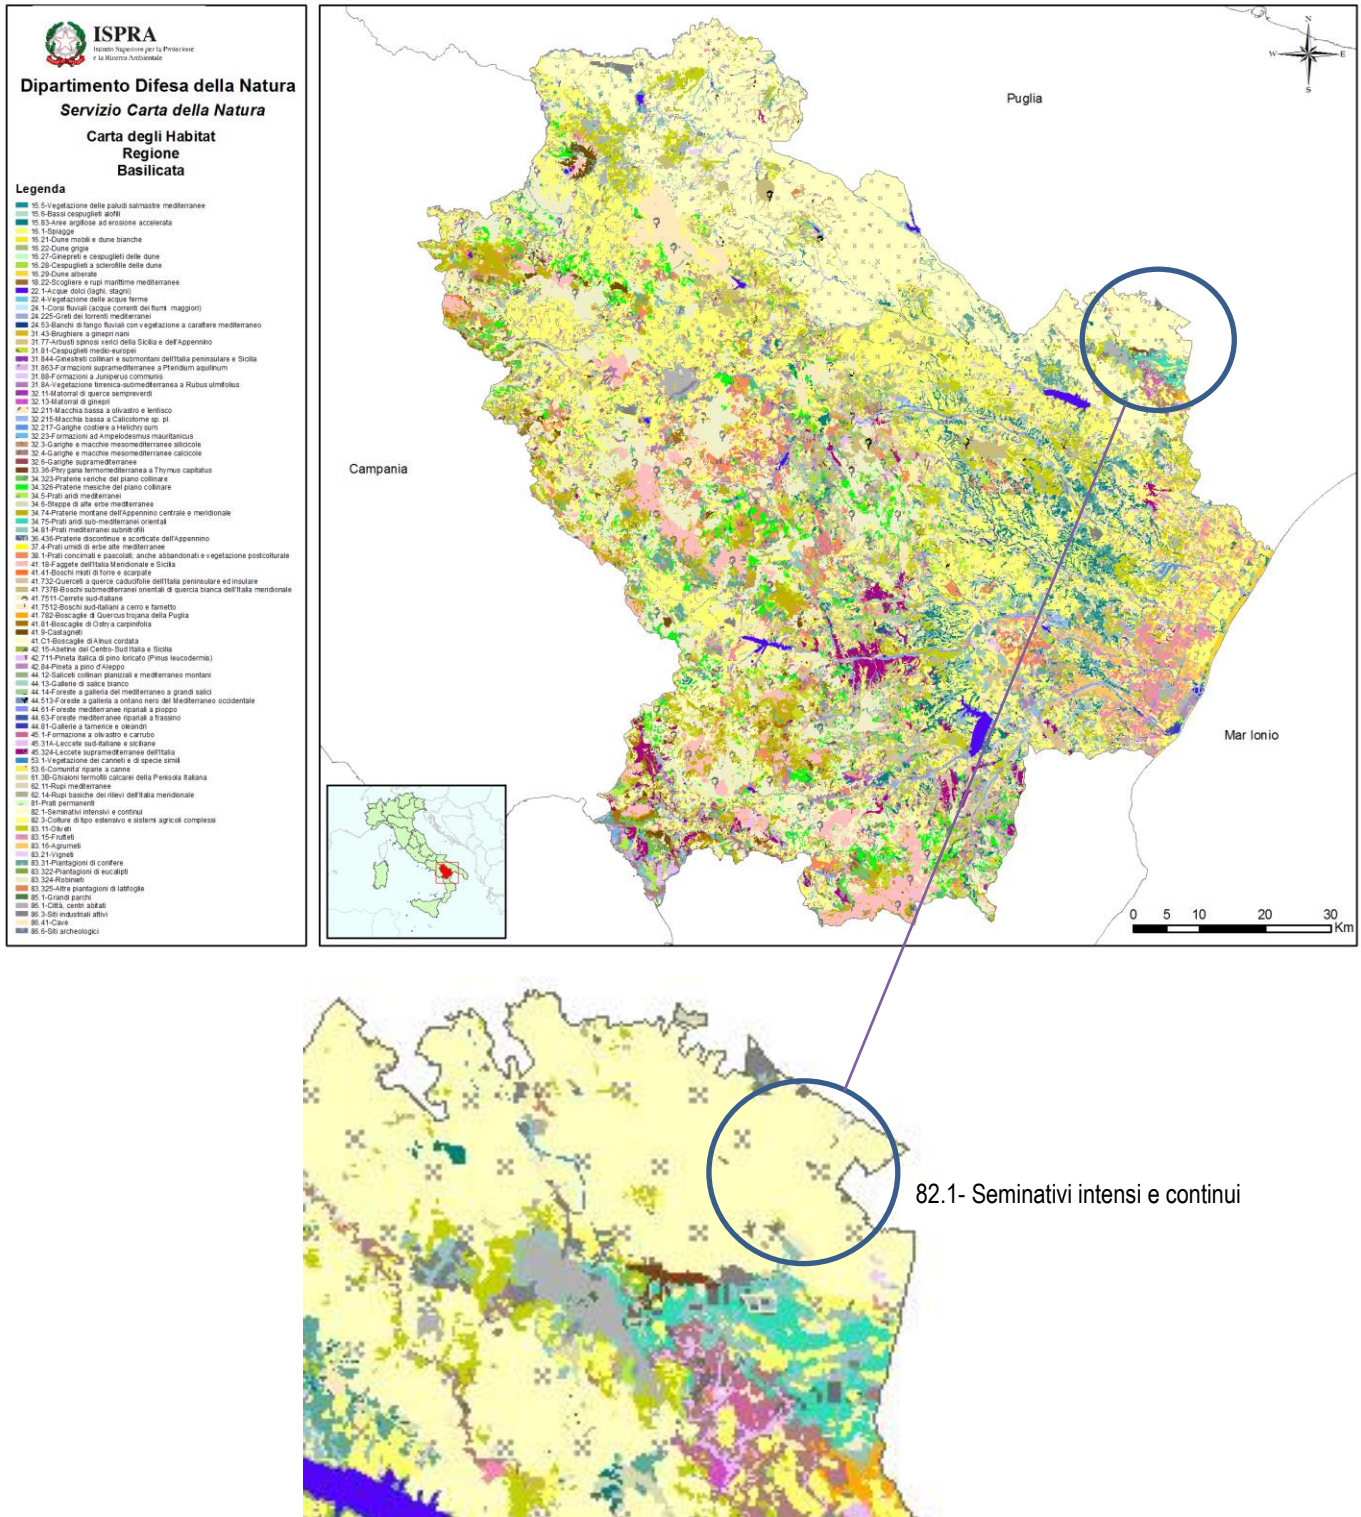 ISPRA
Istituto Superiore per la Protezione
e la Ricerca Ambientale
Dipartimento Difesa della Natura
Servizio Carta della Natura
Carta degli Habitat
Regione
Basilicata
Legenda
15.5-Vegetazione delle paludi salmastre mediterranee
15.6-Bassi cespuglieti alofili
15.83-Aree argillose ad erosione accelerata
16.1-Spiagge
16.21-Dune mobili e dune bianche
16.22-Dune grigie
16.27-Ginepreti e cespuglieti delle dune
16.28-Cespuglieti a sclerofille delle dune
16.29-Dune alberate
18.22-Scogliere e rupi marittime mediterranee
22.1-Acque dolci (laghi, stagni)
22.4-Vegetazione delle acque ferme
24.1-Corsi fluviali (acque correnti dei fiumi maggiori)
24.225-Greti dei torrenti mediterranei
24.53-Banchi di fango fluviali con vegetazione a carattere mediterraneo
31.43-Brughiere a ginepri nani
31.77-Arbusti spinosi xerici della Sicilia e dell'Appennino
31.81-Cespuglieti medio-europei
31.844-Ginestreti collinari e submontani dell'Italia peninsulare e Sicilia
31.863-Formazioni supramediterranee a Pteridium aquilinum
31.88-Formazioni a Juniperus communis
31.8A-Vegetazione tirrenica-submediterranea a Rubus ulmifolius
32.11-Matorral di querce sempreverdi
32.13-Matorral di ginepri
32.211-Macchia bassa a olivastro e lentisco
32.215-Macchia bassa a Calicotome sp. pl.
32.217-Garighe costiere a Helichrysum
32.23-Formazioni ad Ampelodesmus mauritanicus
32.3-Garighe e macchie mesomediterranee silicicole
32.4-Garighe e macchie mesomediterranee calcicole
32.6-Garighe supramediterranee
33.36-Phrygana termomediterranea a Thymus capitatus
34.323-Praterie xeriche del piano collinare
34.326-Praterie mesiche del piano collinare
34.5-Prati aridi mediterranei
34.6-Steppe di alte erbe mediterranee
34.74-Praterie montane dell'Appennino centrale e meridionale
34.75-Prati aridi sub-mediterranei orientali
34.81-Prati mediterranei subnitrofili
36.436-Praterie discontinue e scorticate dell'Appennino
37.4-Prati umidi di erbe alte mediterranee
38.1-Prati concimati e pascolati, anche abbandonati e vegetazione postcolturale
41.18-Faggete dell'Italia Meridionale e Sicilia
41.41-Boschi misti di forre e scarpate
41.732-Querceti a querce caducifolie dell'Italia peninsulare ed insulare
41.737B-Boschi submediterranei orientali di quercia bianca dell'Italia meridionale
41.7511-Cerrete sud-italiane
41.7512-Boschi sud-italiani a cerro e farnetto
41.782-Boscaglie di Quercus trojana della Puglia
41.81-Boscaglie di Ostrya carpinifolia
41.9-Castagneti
41.C1-Boscaglie di Alnus cordata
42.15-Abetine del Centro-Sud Italia e Sicilia
42.711-Pineta italica di pino loricato (Pinus leucodermis)
42.84-Pineta a pino d'Aleppo
44.12-Saliceti collinari planiziali e mediterraneo montani
44.13-Gallerie di salice bianco
44.14-Foreste a galleria del mediterraneo a grandi salici
44.513-Foreste a galleria a ontano nero del Mediterraneo occidentale
44.61-Foreste mediterranee ripariali a pioppo
44.63-Foreste mediterranee ripariali a frassino
44.81-Gallerie a tamerice e oleandri
45.1-Formazione a olivastro e carrubo
45.31A-Leccete sud-italiane e siciliane
45.324-Leccete supramediterranee dell'Italia
53.1-Vegetazione dei canneti e di specie simili
53.6-Comunita' riparie a canne
61.3B-Ghiaioni termofili calcarei della Penisola Italiana
62.11-Rupi mediterranee
62.14-Rupi basiche dei rilievi dell'Italia meridionale
81-Prati permanenti
82.1-Seminativi intensivi e continui
82.3-Colture di tipo estensivo e sistemi agricoli complessi
83.11-Oliveti
83.15-Frutteti
83.16-Agrumeti
83.21-Vigneti
83.31-Piantagioni di conifere
83.322-Piantagioni di eucalipti
83.324-Robinieti
83.325-Altre piantagioni di latifoglie
85.1-Grandi parchi
86.1-Città, centri abitati
86.3-Siti industriali attivi
86.41-Cave
86.6-Siti archeologici
N
W
E
S
Puglia
Campania
Mar Ionio
0 5 10 20 30
Km
82.1- Seminativi intensi e continui